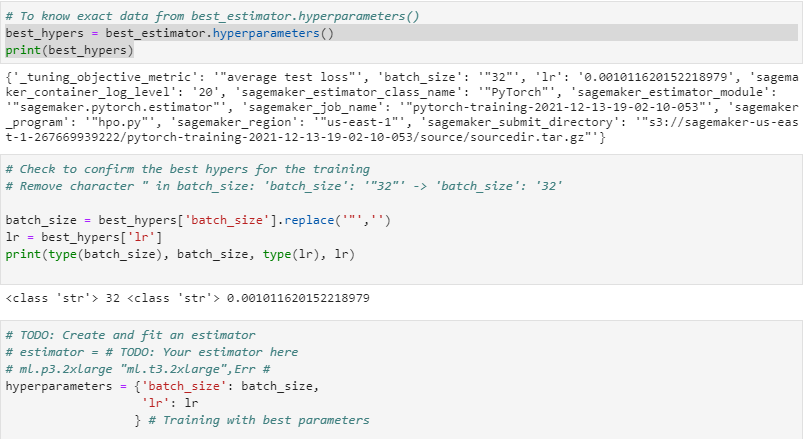 # To know exact data from best_estimator.hyperparameters()
best_hypers = best_estimator.hyperparameters()
print(best_hypers)
{'_tuning_objective_metric': '"average test loss"', 'batch_size': '"32"', 'lr': '0.001011620152218979', 'sagema
ker_container_log_level': '20', 'sagemaker_estimator_class_name': '"PyTorch"', 'sagemaker_estimator_module':
'"sagemaker.pytorch.estimator"', 'sagemaker_job_name': '"pytorch-training-2021-12-13-19-02-10-053"', 'sagemaker
_program': '"hpo.py"', 'sagemaker_region': '"us-east-1"', 'sagemaker_submit_directory': '"s3://sagemaker-us-eas
t-1-267669939222/pytorch-training-2021-12-13-19-02-10-053/source/sourcedir.tar.gz"'}
# Check to confirm the best hypers for the training
# Remove character " in batch_size: 'batch_size': '"32"' -> 'batch_size': '32'
batch_size = best_hypers['batch_size'].replace('"','')
lr = best_hypers['lr']
print(type(batch_size), batch_size, type(lr), lr)
<class 'str'> 32 <class 'str'> 0.001011620152218979
# TODO: Create and fit an estimator
# estimator = # TODO: Your estimator here
# ml.p3.2xlarge "ml.t3.2xlarge",Err #
hyperparameters = {'batch_size': batch_size,
'lr': lr
} # Training with best parameters